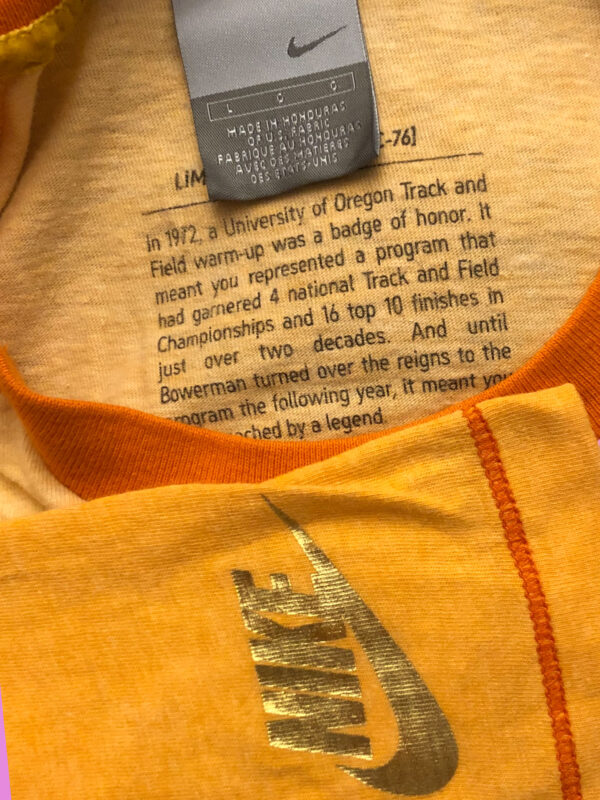 L G G
MADE IN HONDURAS
OF U.S. FABRIC
FABRIQUE AU HONDURAS
AVEC DES MATIERES
DES ETATS-UNIS
-76]
In 1972, a University of Oregon Track and
Field warm-up was a badge of honor. It
meant you represented a program that
had garnered 4 national Track and Field
Championships and 16 top 10 finishes in
just over two decades. And until
Bowerman turned over the reigns to the
program the following year, it meant you
by a legend
NIKE